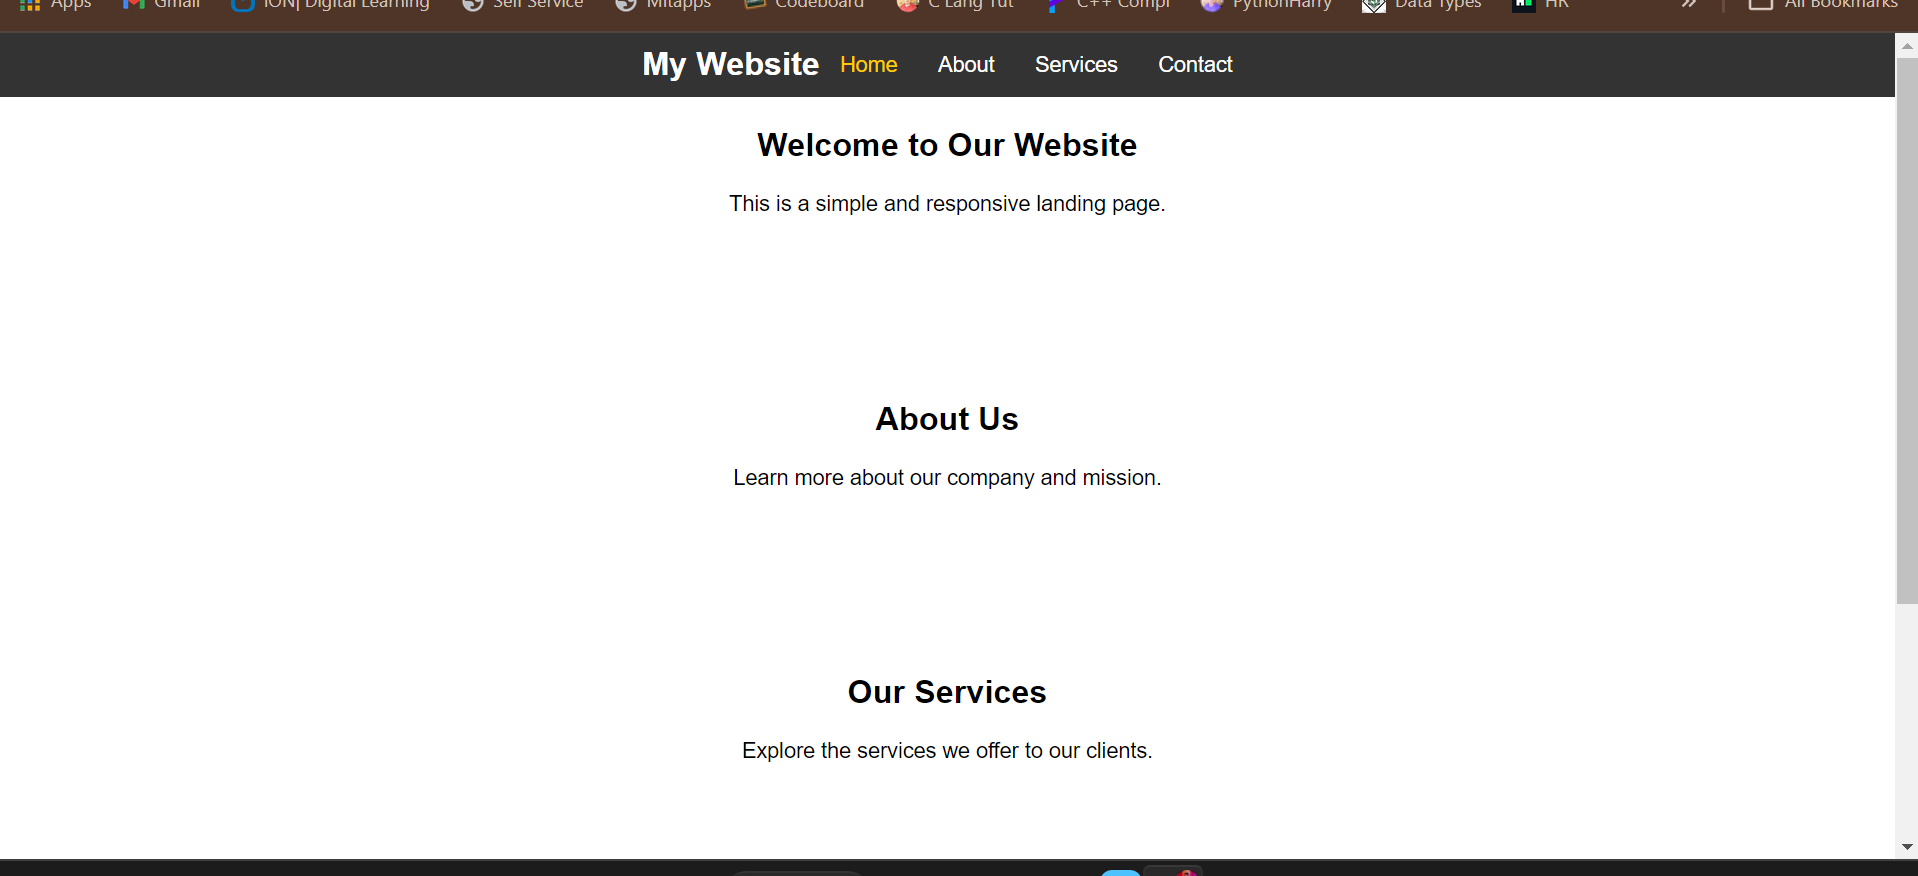 Apps Gmail ION| Digital Learning Self Service Mitapps Codeboard C Lang Tut C++ Compi PythonHarry Data Types HR » All Bookmarks
My Website Home About Services Contact
Welcome to Our Website
This is a simple and responsive landing page.
About Us
Learn more about our company and mission.
Our Services
Explore the services we offer to our clients.